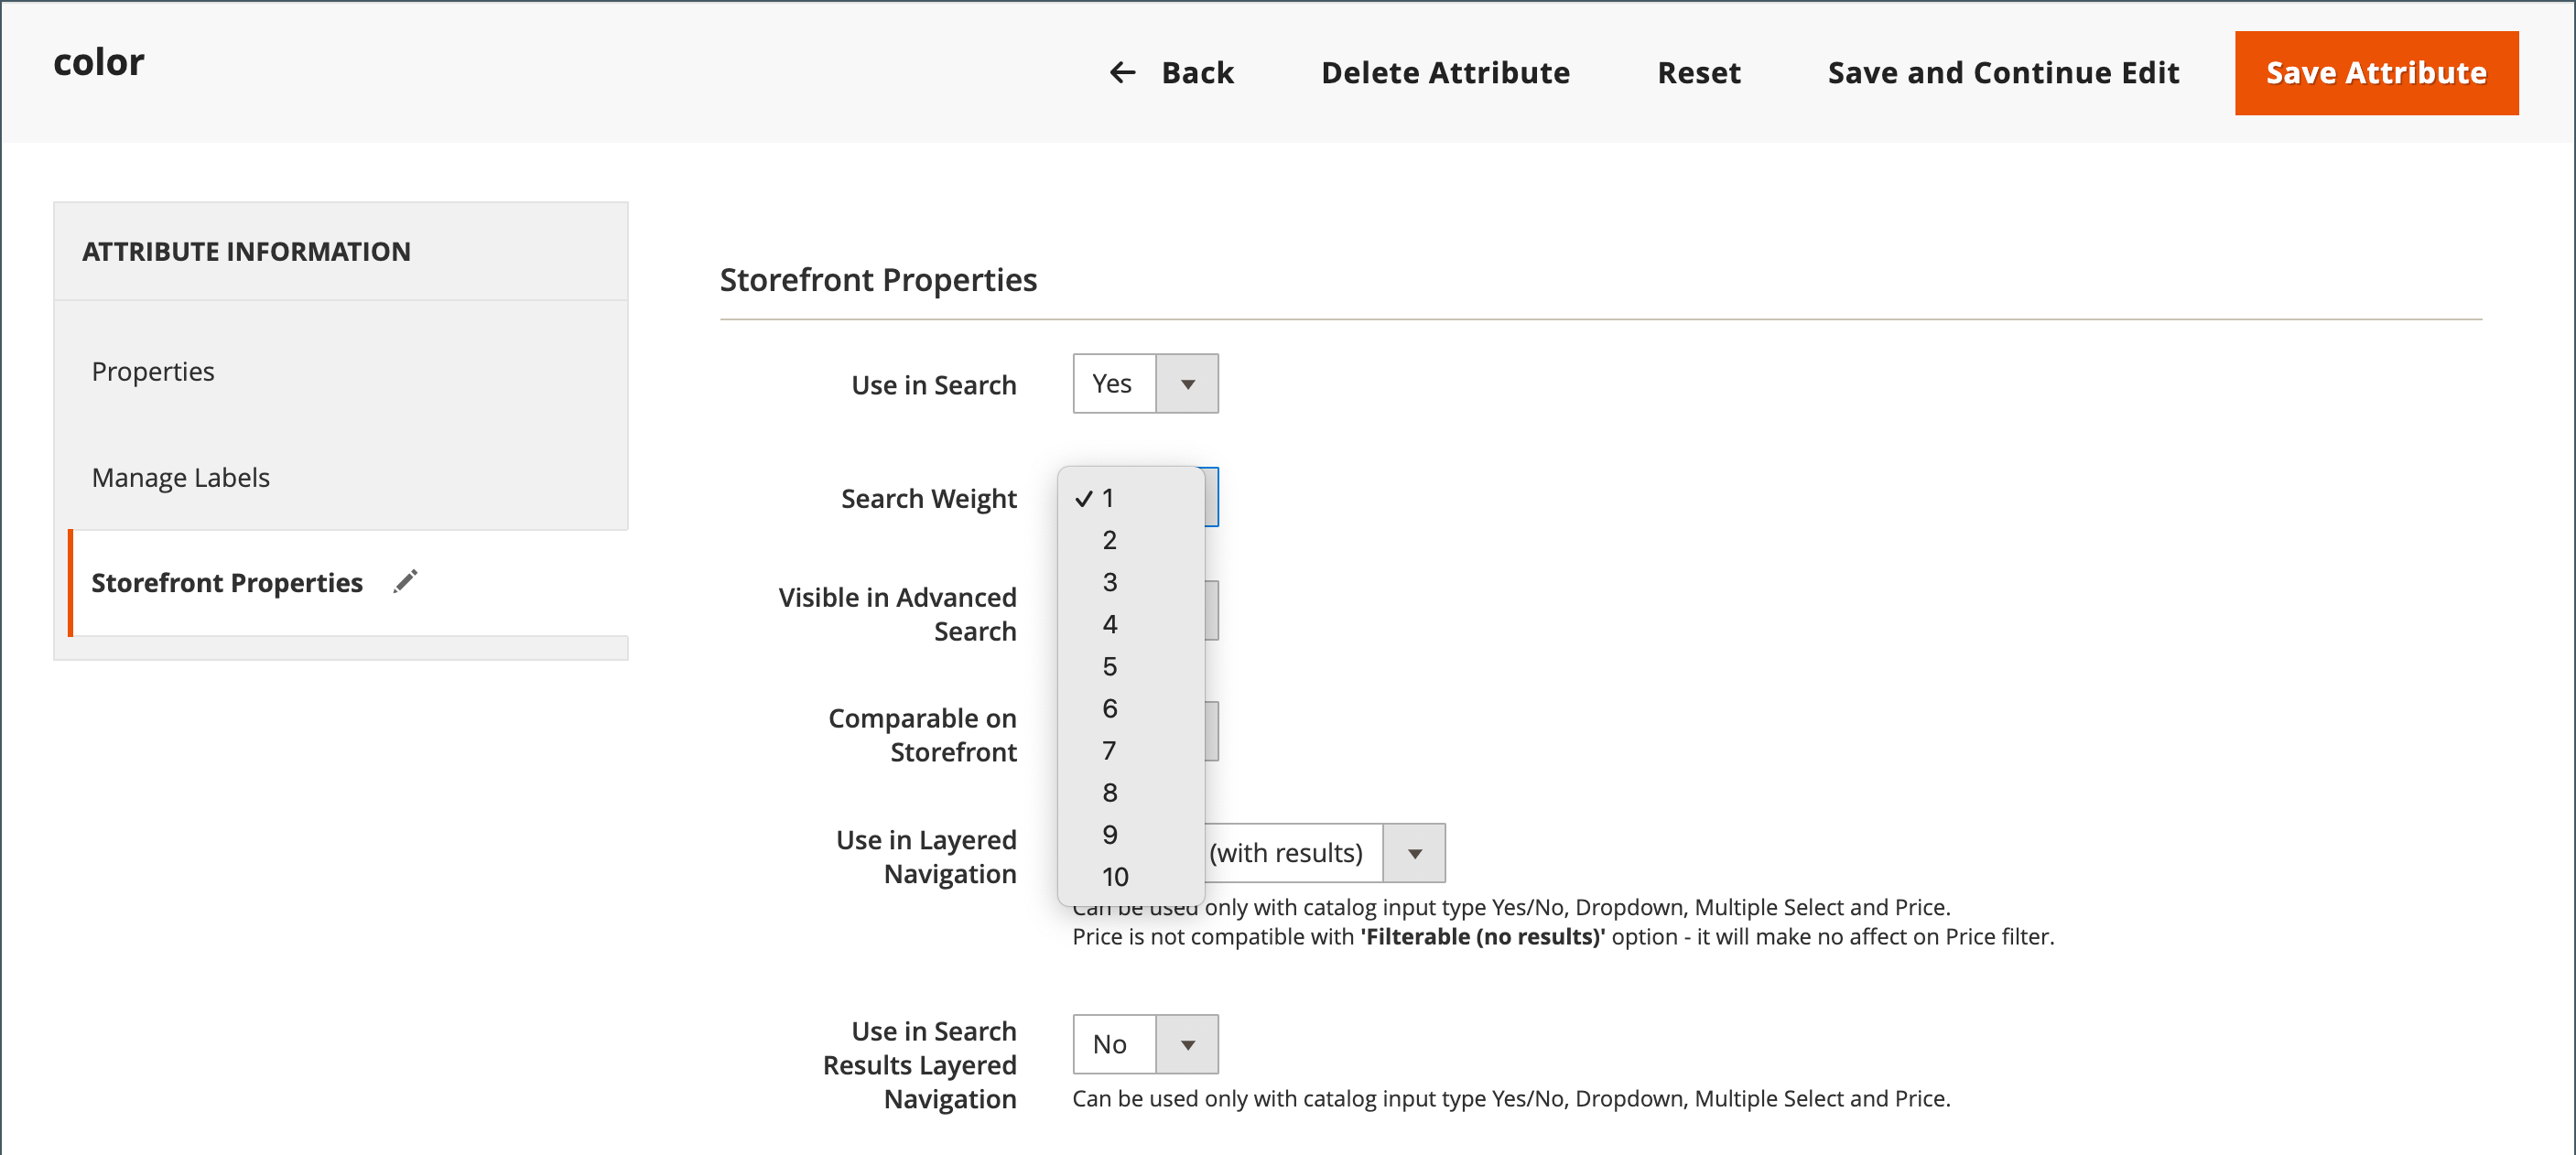 color
Back
Delete Attribute
Reset
Save and Continue Edit
Save Attribute
ATTRIBUTE INFORMATION
Properties
Manage Labels
Storefront Properties
Storefront Properties
Use in Search
Yes
Search Weight
1
2
3
4
5
6
7
8
9
10
Visible in Advanced
Search
Comparable on
Storefront
Use in Layered
Navigation
(with results)
Can be used only with catalog input type Yes/No, Dropdown, Multiple Select and Price.
Price is not compatible with 'Filterable (no results)' option - it will make no affect on Price filter.
Use in Search
Results Layered
Navigation
No
Can be used only with catalog input type Yes/No, Dropdown, Multiple Select and Price.